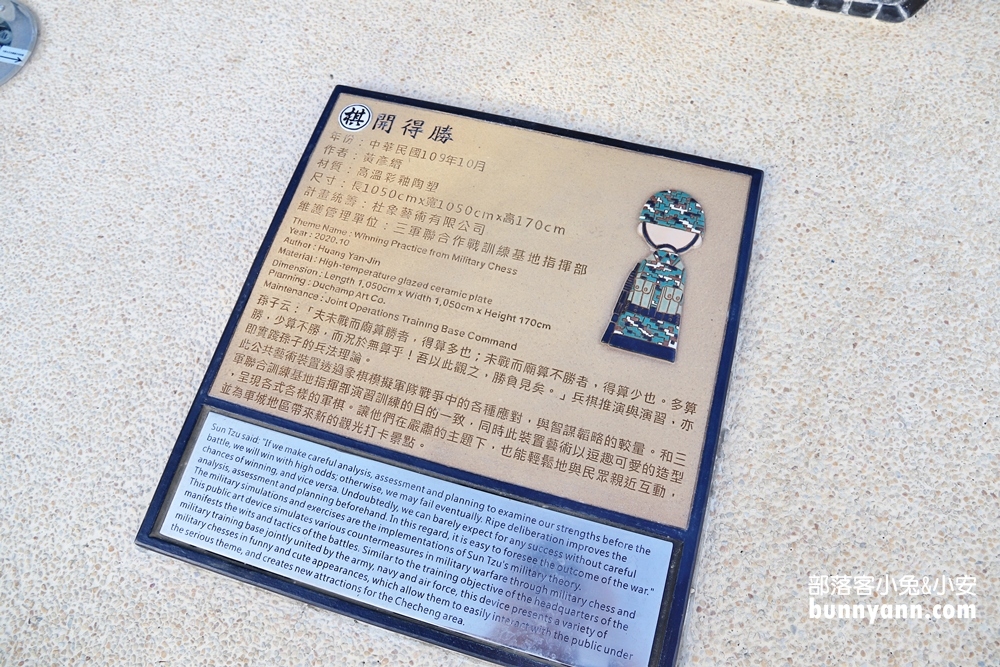 棋開得勝
年份：中華民國109年10月
作者：黃彥
材質：高溫彩釉陶塑
尺寸：長1050cmx寬1050cmx高170cm
計畫統籌：杜象藝術有限公司
維護管理單位：三軍聯合作戰訓練基地指揮部
Theme Name : Winning Practice from Military Chess
Year : 2020.10
Author : Huang Yan-Jin
Material : High-temperature glazed ceramic plate
Dimension : Length 1,050cm x Width 1,050cm x Height 170cm
Pranning : Duchamp Art Co.
Maintenance : Joint Operations Training Base Command
孫子云：「夫未戰而廟算勝者，得算多也；未戰而廟算不勝者，得算少也。多算
勝，少算不勝，而況於無算乎！吾以此觀之，勝負見矣。」兵棋推演與演習，亦
即實踐孫子的兵法理論。
此公共藝術裝置透過象棋模擬軍隊戰爭中的各種應對，與智謀韜略的較量。和三
軍聯合訓練基地指揮部演習訓練的目的一致，同時此裝置藝術以逗趣可愛的造型
，呈現各式各樣的軍棋。讓他們在嚴肅的主題下，也能輕鬆地與民眾親近互動，
並為車城地區帶來新的觀光打卡景點。
Sun Tzu said: "If we make careful analysis, assessment and planning to examine our strengths before the
battle, we will win with high odds; otherwise, we may fail eventually. Ripe deliberation improves the
chances of winning, and vice versa. Undoubtedly, we can barely expect for any success without careful
analysis, assessment and planning beforehand. In this regard, it is easy to foresee the outcome of the war."
The military simulations and exercises are the implementations of Sun Tzu's military theory.
This public art device simulates various countermeasures in military warfare through military chess and
manifests the wits and tactics of the battles. Similar to the training objective of the headquarters of the
military training base jointly united by the army, navy and air force, this device presents a variety of
military chesses in funny and cute appearances, which allow them to easily interact with the public under
the serious theme, and creates new attractions for the Checheng area.
部落客小兔&小安
bunnyann.com